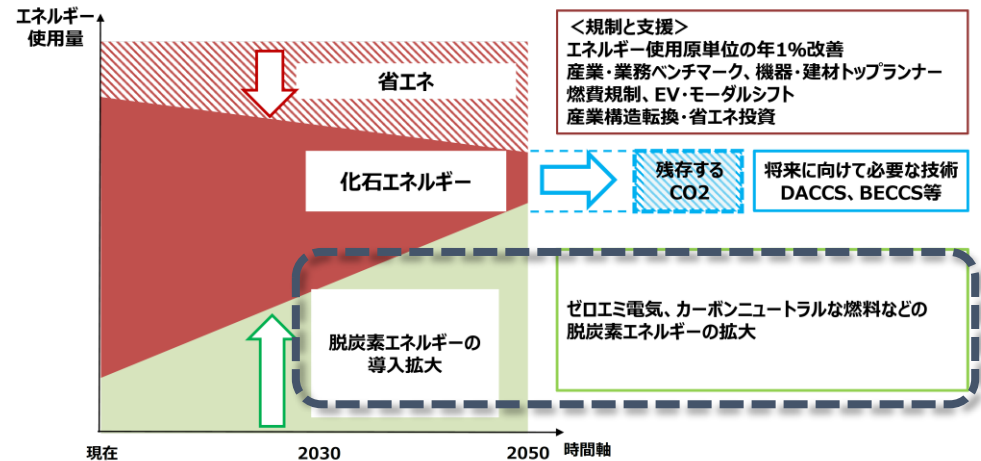 エネルギー
使用量
省エネ
化石エネルギー
脱炭素エネルギーの
導入拡大
現在
2030
2050
時間軸
<規制と支援>
エネルギー使用原単位の年1%改善
産業・業務ベンチマーク、機器・建材トップランナー
燃費規制、EV・モーダルシフト
産業構造転換・省エネ投資
残存する
CO2
将来に向けて必要な技術
DACCS、BECCS等
ゼロエミ電気、カーボンニュートラルな燃料などの
脱炭素エネルギーの拡大